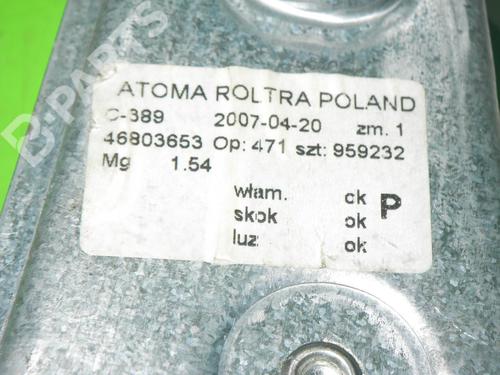 B-PARTS
ATOMA ROLTRA POLAND
C-389 2007-04-20 zm. 1
46803653 Op: 471 szt: 959232
Mg 1.54
włam. ok P
skok ok
luz ok